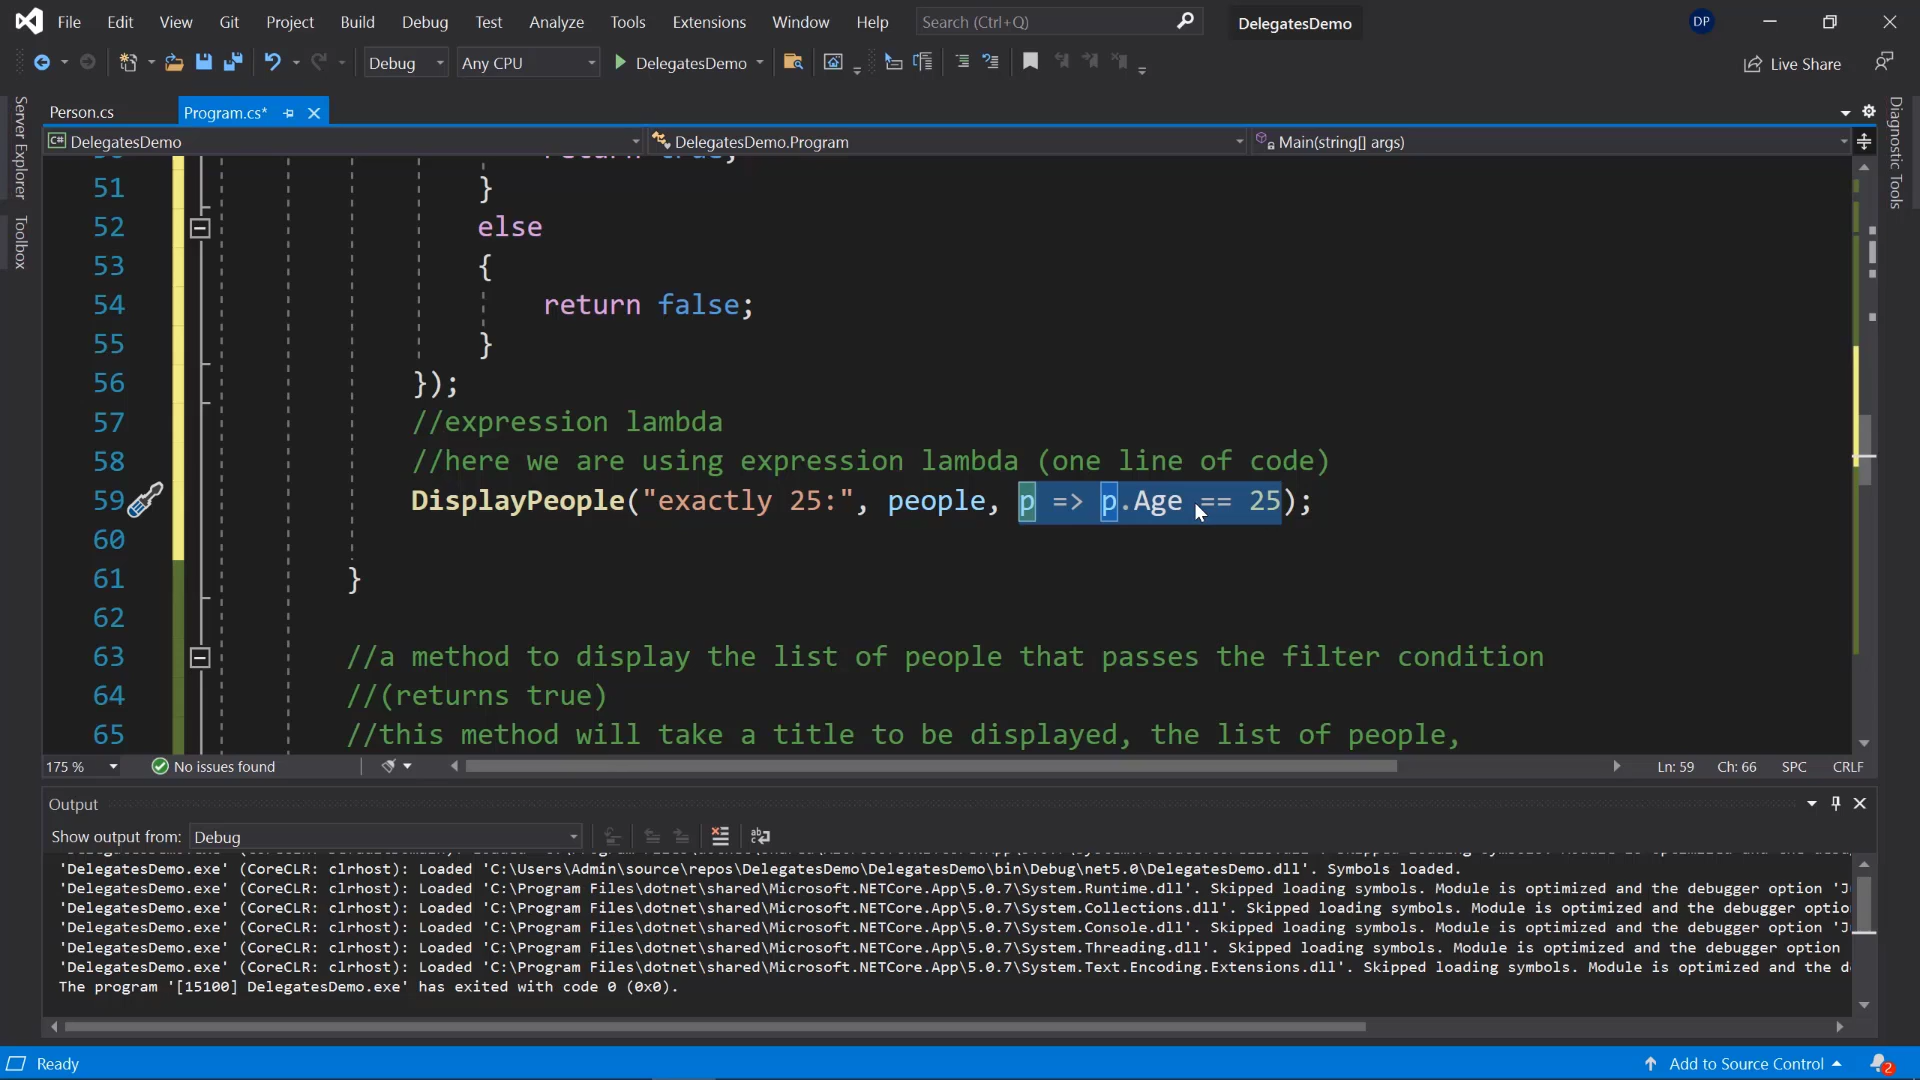 File Edit View Git Project Build Debug Test Analyze Tools Extensions Window Help Search (Ctrl+Q) DelegatesDemo DP
Debug Any CPU DelegatesDemo Live Share
Server Explorer
Toolbox
Diagnostic Tools
Person.cs Program.cs*
DelegatesDemo DelegatesDemo.Program Main(string[] args)
51 }
52 else
53 {
54 return false;
55 }
56 });
57 //expression lambda
58 //here we are using expression lambda (one line of code)
59 DisplayPeople("exactly 25:", people, p => p.Age == 25);
60
61 }
62
63 //a method to display the list of people that passes the filter condition
64 //(returns true)
65 //this method will take a title to be displayed, the list of people,
175 % No issues found Ln: 59 Ch: 66 SPC CRLF
Output
Show output from: Debug
'DelegatesDemo.exe' (CoreCLR: clrhost): Loaded 'C:\Users\Admin\source\repos\DelegatesDemo\DelegatesDemo\bin\Debug\net5.0\DelegatesDemo.dll'. Symbols loaded.
'DelegatesDemo.exe' (CoreCLR: clrhost): Loaded 'C:\Program Files\dotnet\shared\Microsoft.NETCore.App\5.0.7\System.Runtime.dll'. Skipped loading symbols. Module is optimized and the debugger option
'DelegatesDemo.exe' (CoreCLR: clrhost): Loaded 'C:\Program Files\dotnet\shared\Microsoft.NETCore.App\5.0.7\System.Collections.dll'. Skipped loading symbols. Module is optimized and the debugger
'DelegatesDemo.exe' (CoreCLR: clrhost): Loaded 'C:\Program Files\dotnet\shared\Microsoft.NETCore.App\5.0.7\System.Console.dll'. Skipped loading symbols. Module is optimized and the debugger option
'DelegatesDemo.exe' (CoreCLR: clrhost): Loaded 'C:\Program Files\dotnet\shared\Microsoft.NETCore.App\5.0.7\System.Threading.dll'. Skipped loading symbols. Module is optimized and the debugger option
'DelegatesDemo.exe' (CoreCLR: clrhost): Loaded 'C:\Program Files\dotnet\shared\Microsoft.NETCore.App\5.0.7\System.Text.Encoding.Extensions.dll'. Skipped loading symbols. Module is optimized and the
The program '[15100] DelegatesDemo.exe' has exited with code 0 (0x0).
Ready Add to Source Control 2